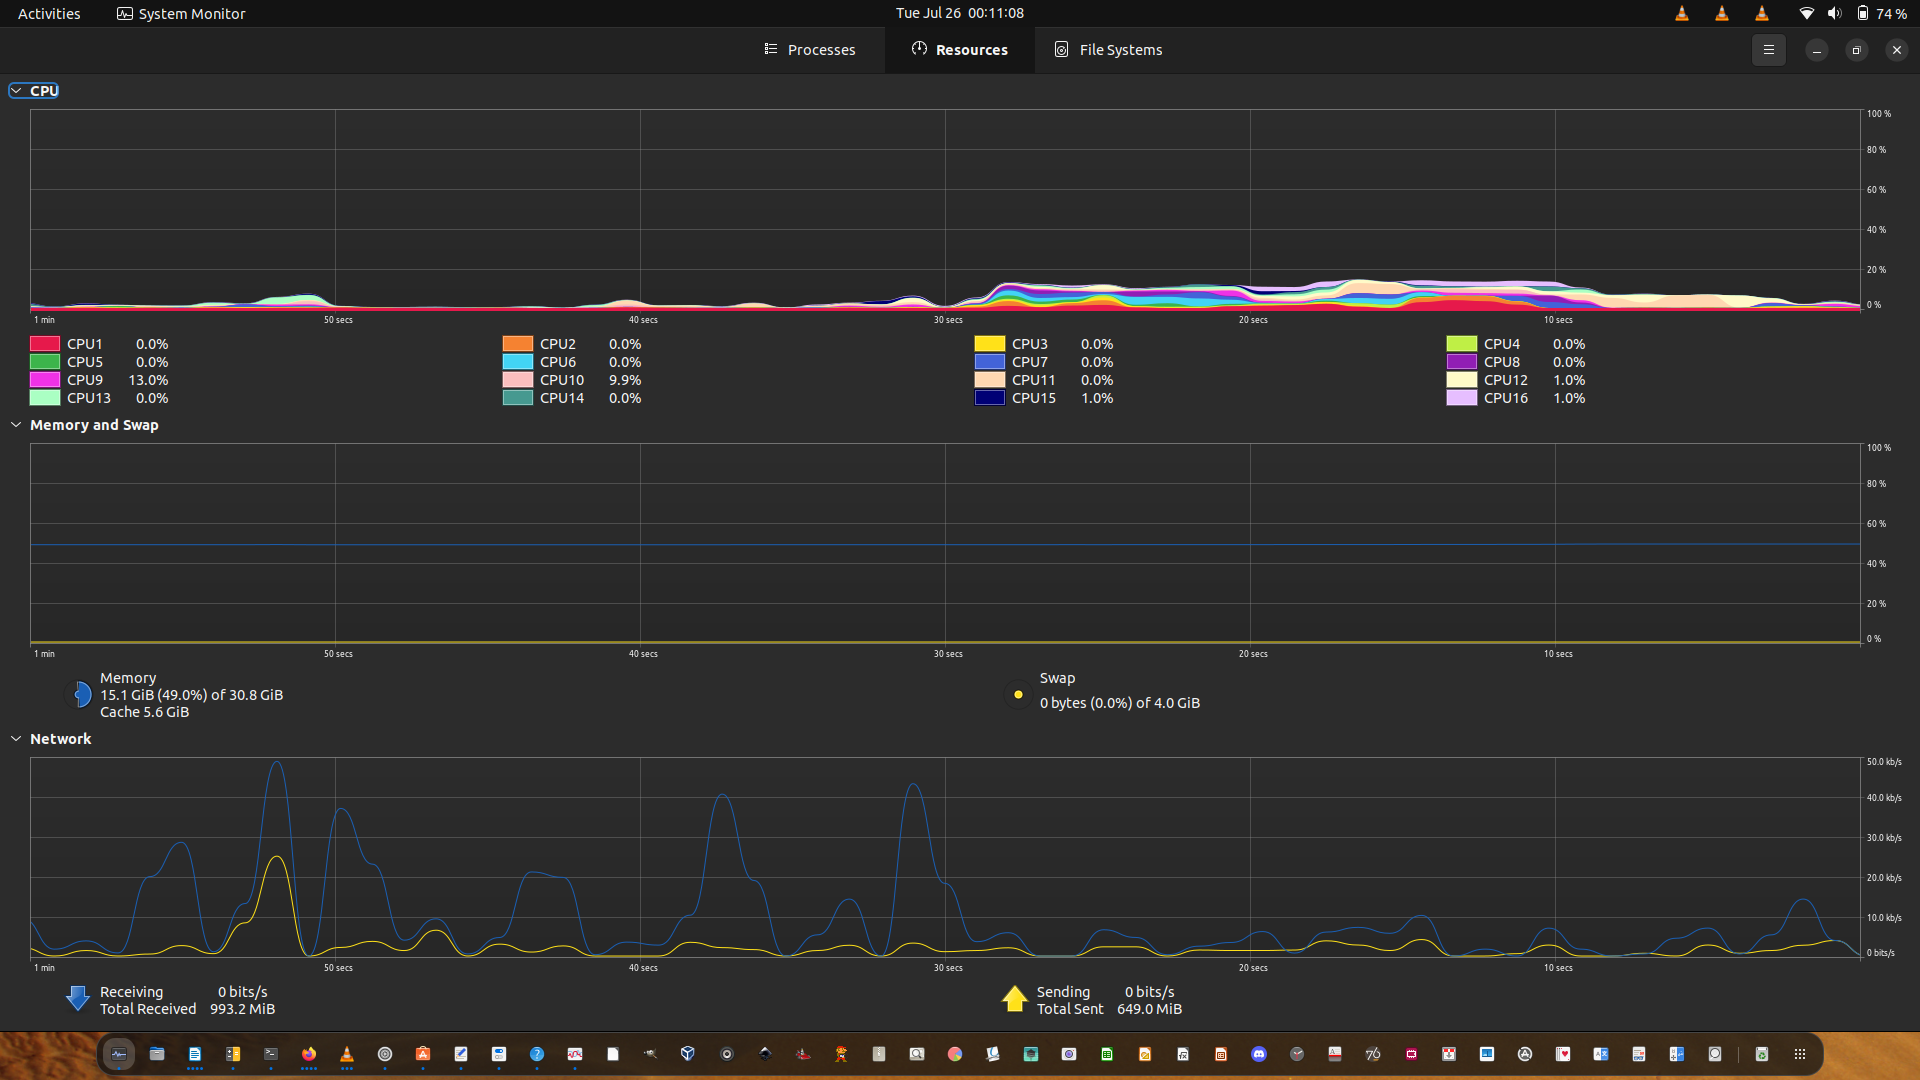 Activities System Monitor Tue Jul 26 00:11:08 74 %
Processes Resources File Systems
CPU
100 %
80 %
60 %
40 %
20 %
0 %
1 min 50 secs 40 secs 30 secs 20 secs 10 secs
CPU1 0.0% CPU2 0.0% CPU3 0.0% CPU4 0.0%
CPU5 0.0% CPU6 0.0% CPU7 0.0% CPU8 0.0%
CPU9 13.0% CPU10 9.9% CPU11 0.0% CPU12 1.0%
CPU13 0.0% CPU14 0.0% CPU15 1.0% CPU16 1.0%
Memory and Swap
100 %
80 %
60 %
40 %
20 %
0 %
1 min 50 secs 40 secs 30 secs 20 secs 10 secs
Memory
15.1 GiB (49.0%) of 30.8 GiB
Cache 5.6 GiB
Swap
0 bytes (0.0%) of 4.0 GiB
Network
50.0 kb/s
40.0 kb/s
30.0 kb/s
20.0 kb/s
10.0 kb/s
0 bits/s
1 min 50 secs 40 secs 30 secs 20 secs 10 secs
Receiving 0 bits/s
Total Received 993.2 MiB
Sending 0 bits/s
Total Sent 649.0 MiB